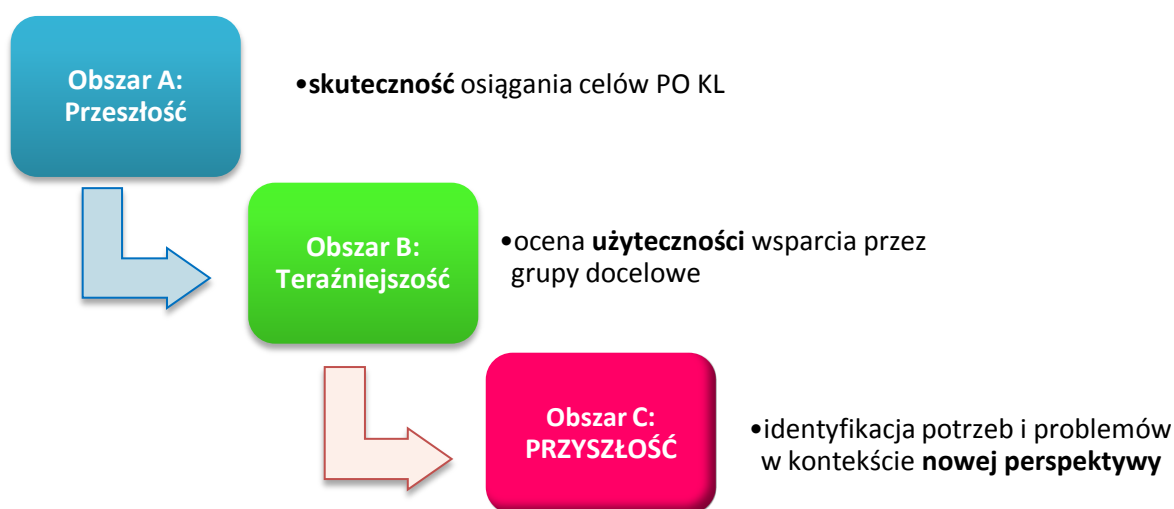 Obszar A:
Przeszłość
•skuteczność osiągania celów PO KL
Obszar B:
Teraźniejszość
•ocena użyteczności wsparcia przez
grupy docelowe
Obszar C:
PRZYSZŁOŚĆ
•identyfikacja potrzeb i problemów
w kontekście nowej perspektywy